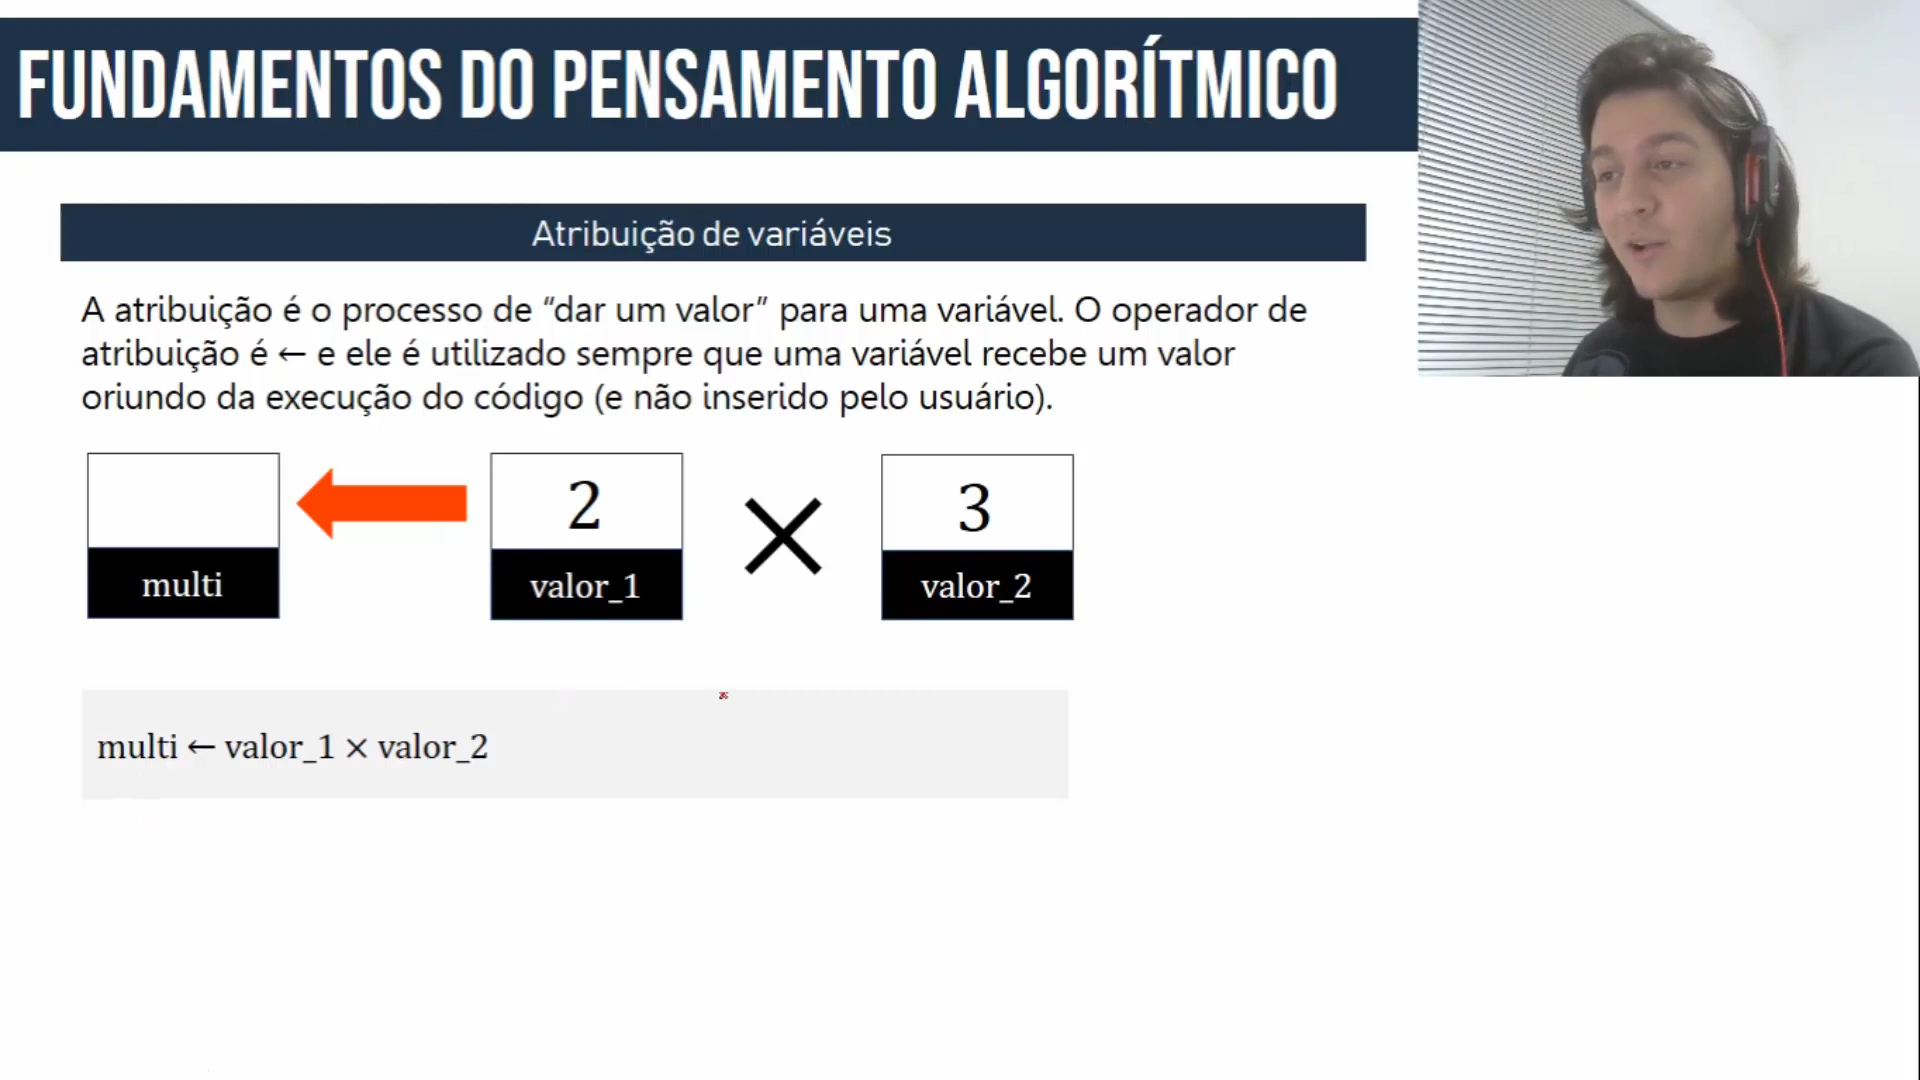 FUNDAMENTOS DO PENSAMENTO ALGORÍTMICO
Atribuição de variáveis
A atribuição é o processo de “dar um valor” para uma variável. O operador de
atribuição é ← e ele é utilizado sempre que uma variável recebe um valor
oriundo da execução do código (e não inserido pelo usuário).
2 × 3
multi valor_1 valor_2
multi ← valor_1 × valor_2